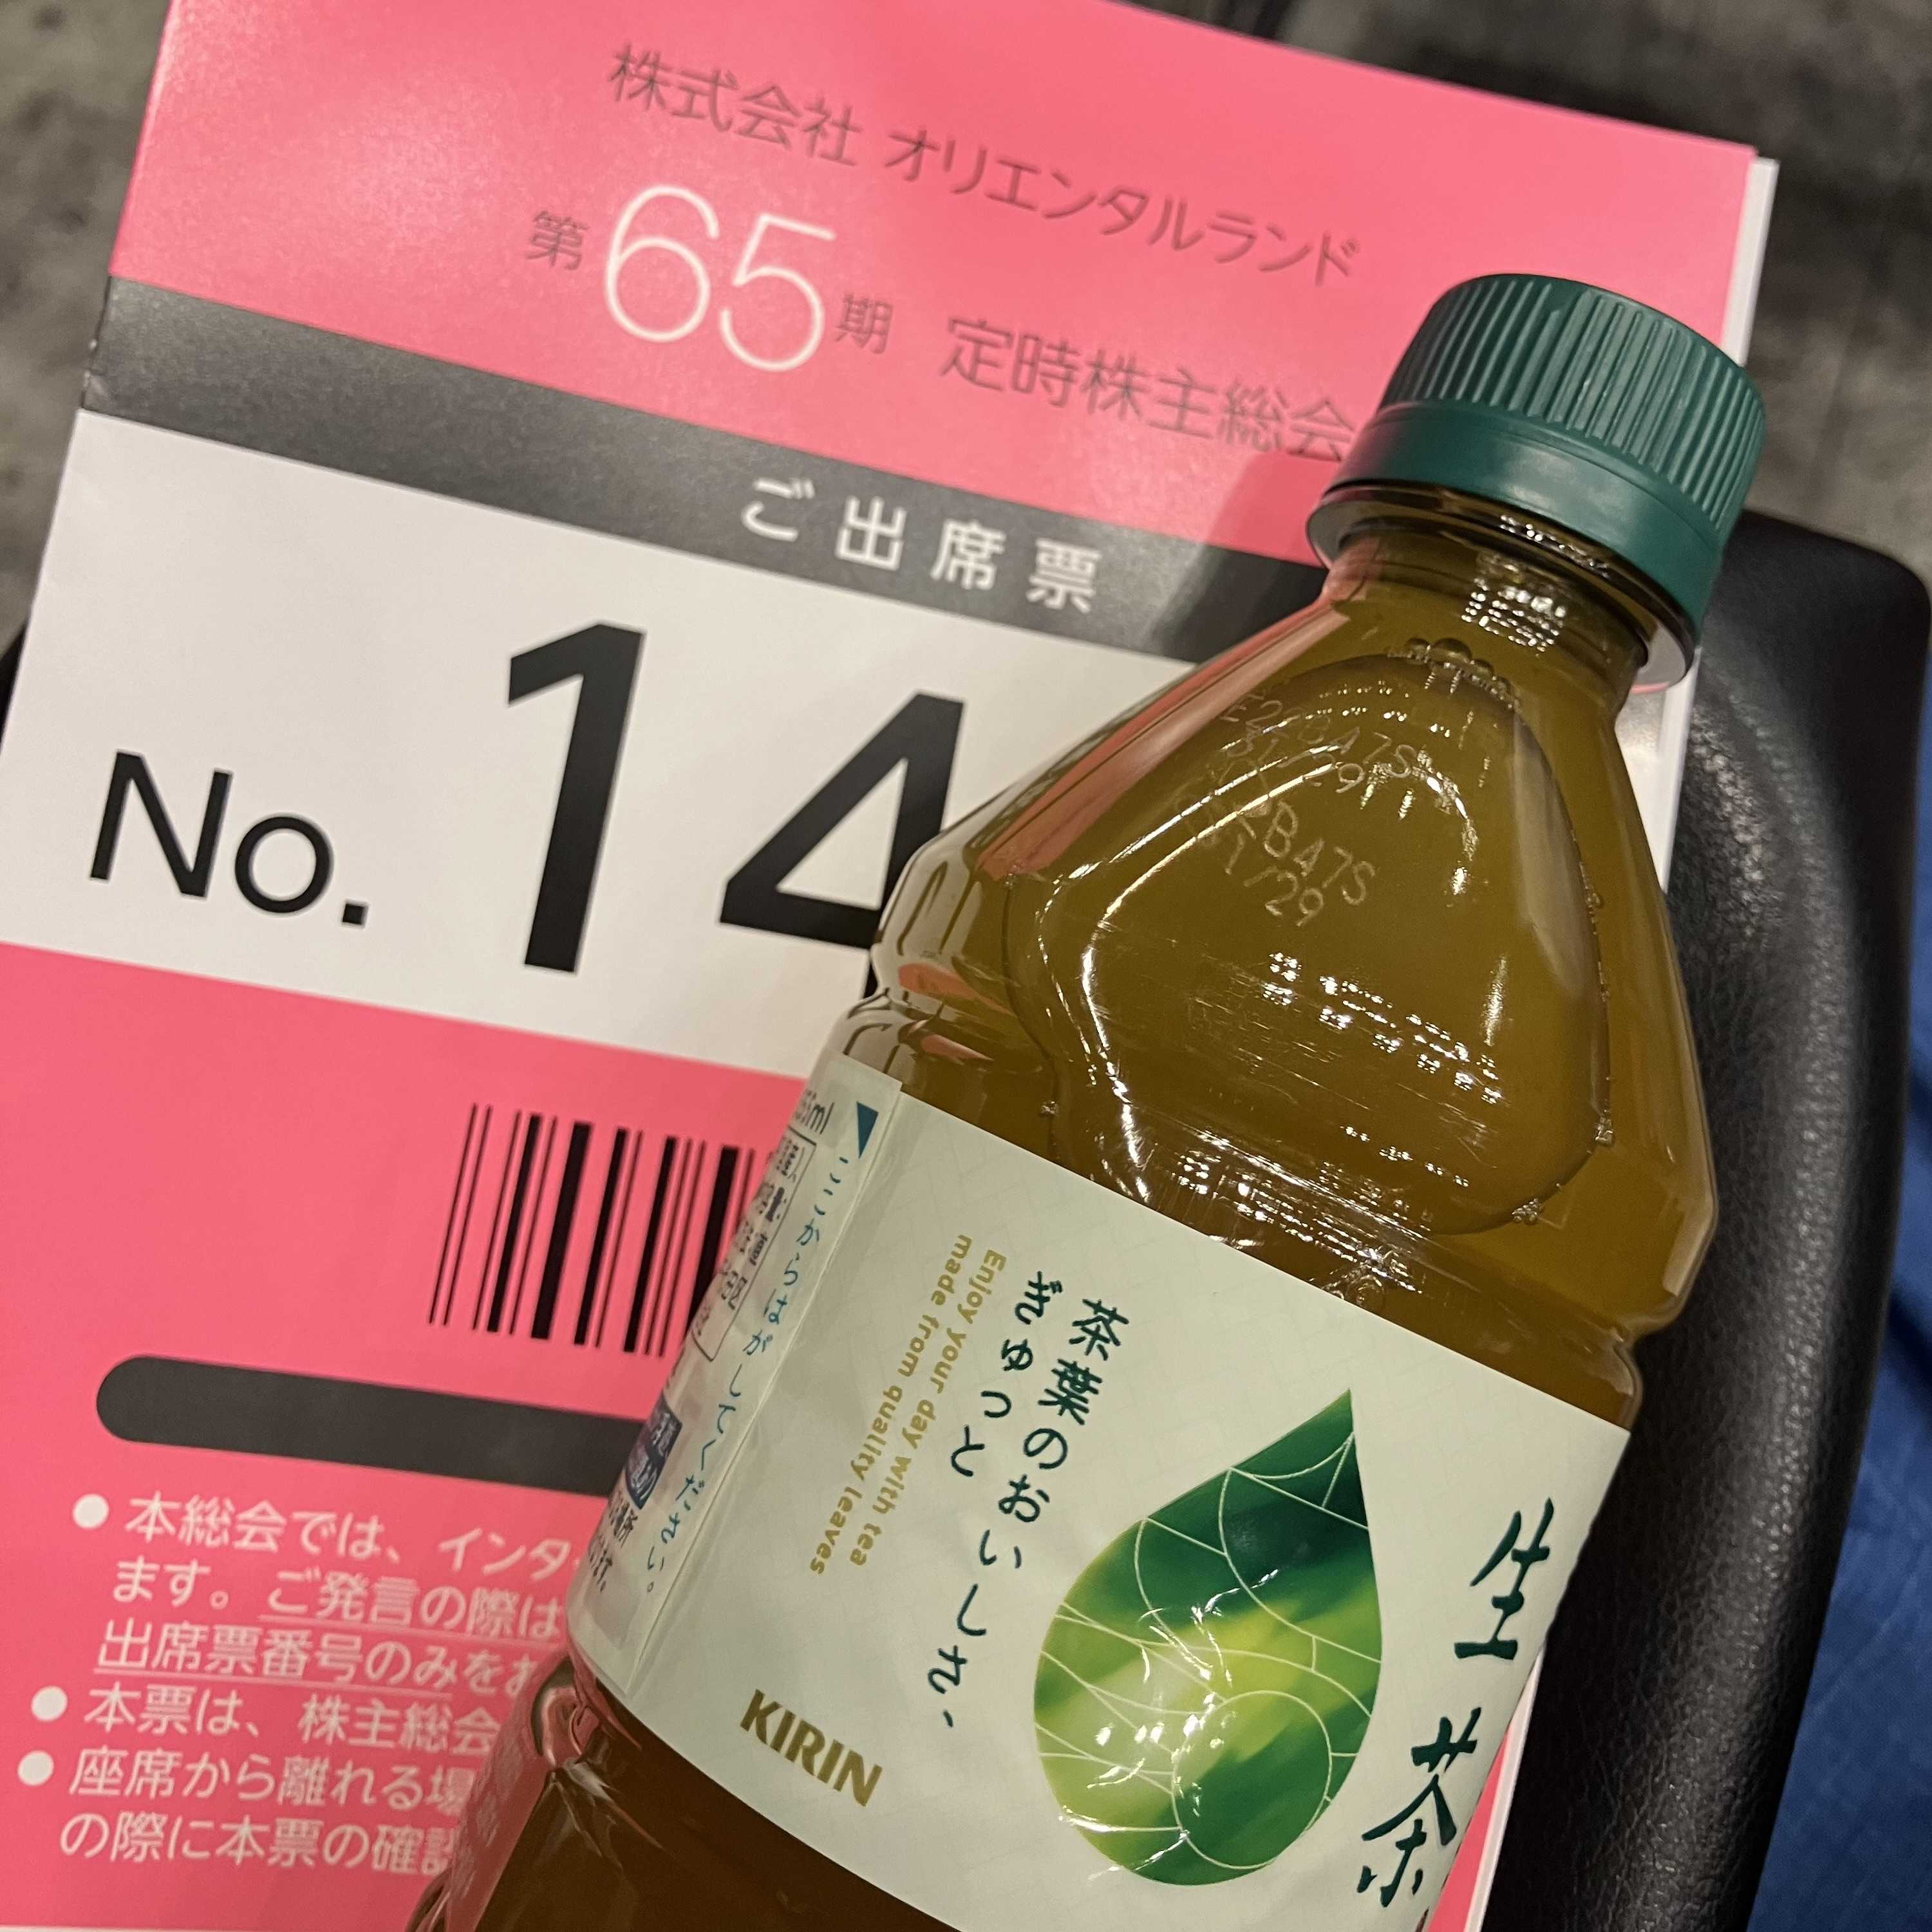 株式会社 オリエンタルランド
第65期 定時株主総会
ご出席票
No. 14
● 本総会では、インタ
ます。ご発言の際は
出席票番号のみをお
● 本票は、株主総会
● 座席から離れる場
の際に本票の確認
B47S
/29
ml
ここからはがしてください。
茶葉のおいしさ、
ぎゅっと
Enjoy your day with tea
made from quality leaves
生茶
KIRIN